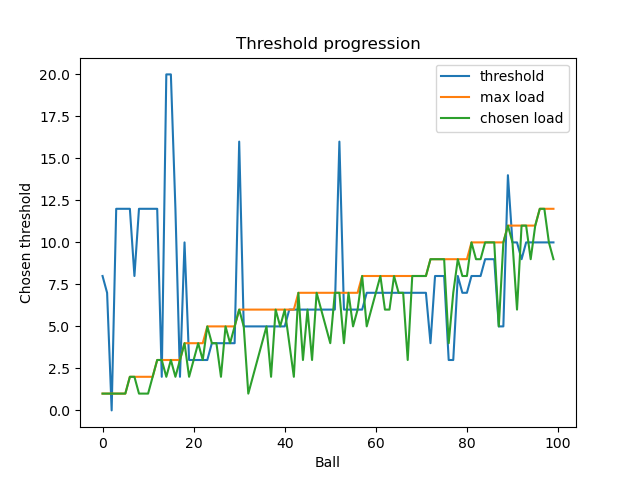 Threshold progression
threshold
max load
chosen load
Chosen threshold
20.0
17.5
15.0
12.5
10.0
7.5
5.0
2.5
0.0
0 20 40 60 80 100
Ball